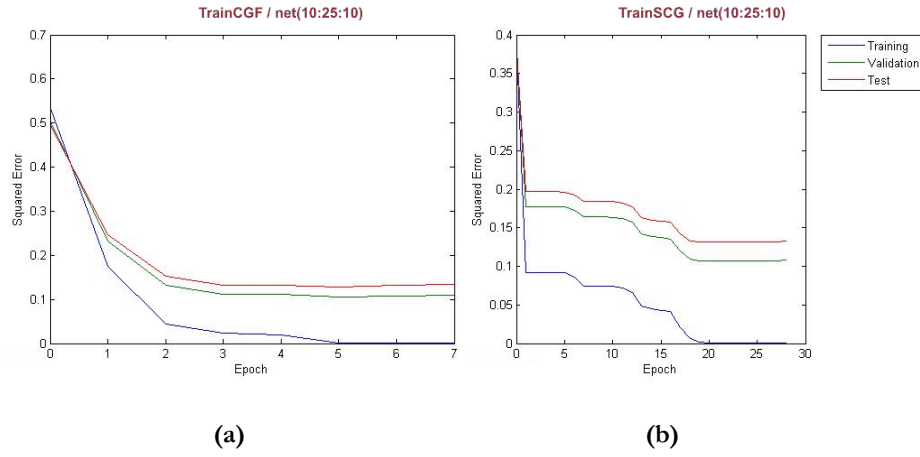 TrainCGF / net(10:25:10)
0.7
0.6
0.5
0.4
0.3
0.2
0.1
0
Squared Error
0 1 2 3 4 5 6 7
Epoch
(a)
TrainSCG / net(10:25:10)
0.4
0.35
0.3
0.25
0.2
0.15
0.1
0.05
0
Squared Error
0 5 10 15 20 25 30
Epoch
Training
Validation
Test
(b)